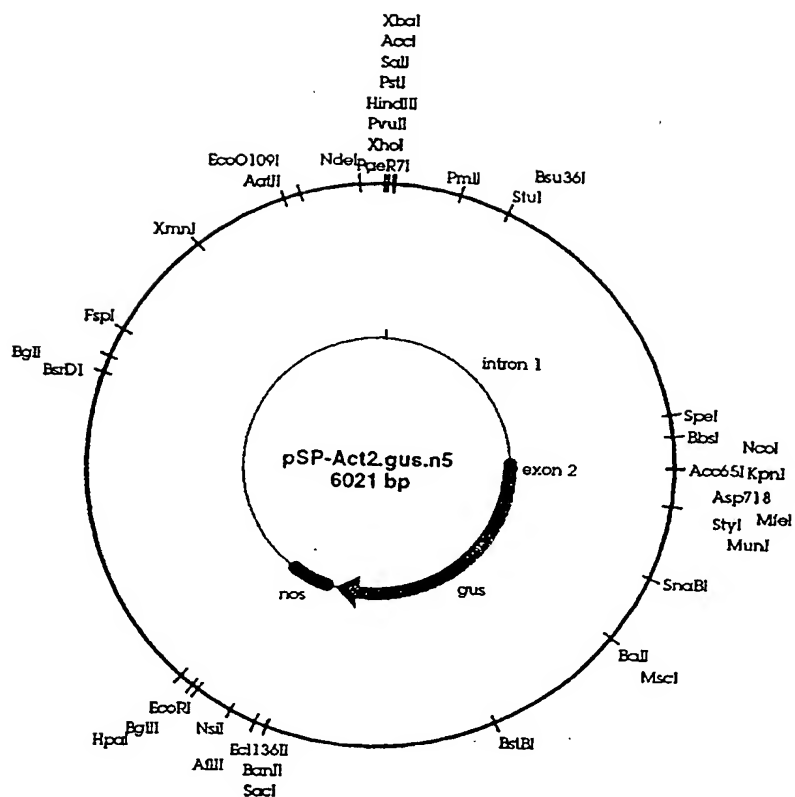 XbaI
AccI
SalI
PstI
HindIII
PvuII
XhoI
EcoO109I
NdeI
PaeR7I
PmlI
Bsu36I
AatII
StuI
XmnI
FspI
BglI
BsrDI
intron 1
SpeI
BbsI
NcoI
pSP-Act2.gus.n5
exon 2
Acc65I
KpnI
6021 bp
Asp718
StyI
MfeI
MunI
SnaBI
nos
gus
BalI
MscI
EcoRI
BglII
HpaI
NsiI
BstBI
Ecl136II
AflII
BanII
SacI